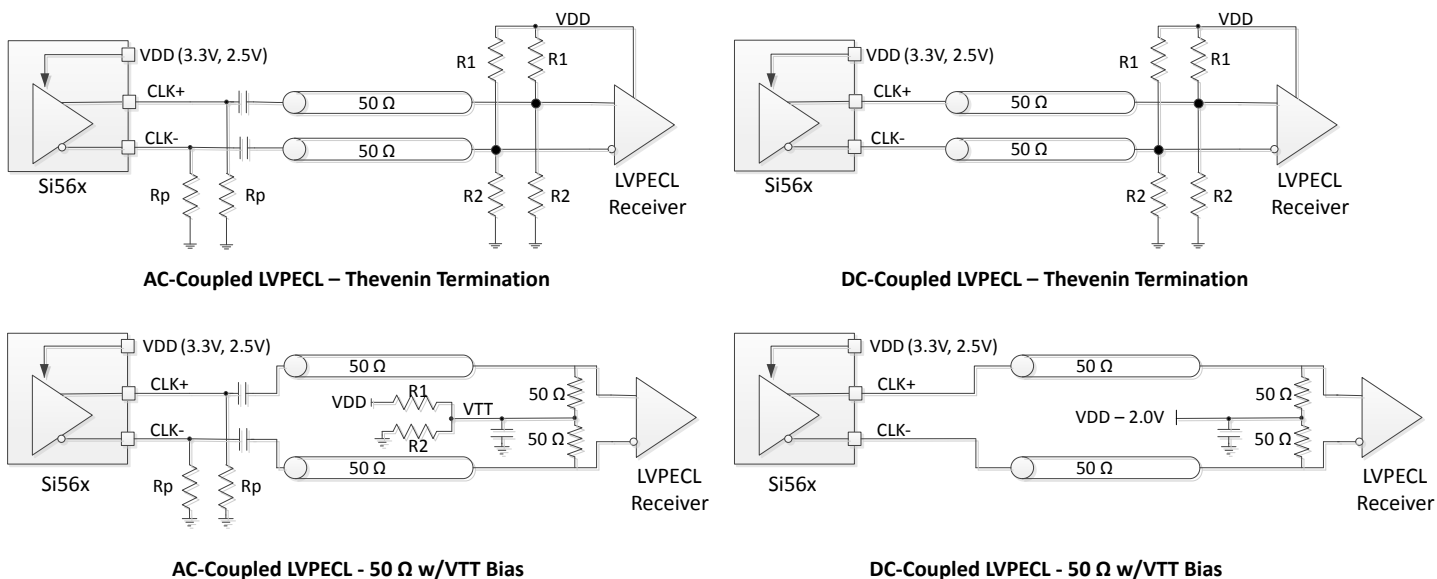 VDD
VDD (3.3V, 2.5V)
R1
R1
CLK+
50 Ω
CLK-
50 Ω
Si56x
Rp
Rp
R2
R2
LVPECL
Receiver
AC-Coupled LVPECL – Thevenin Termination
VDD
VDD (3.3V, 2.5V)
R1
R1
CLK+
50 Ω
CLK-
50 Ω
Si56x
R2
R2
LVPECL
Receiver
DC-Coupled LVPECL – Thevenin Termination
VDD (3.3V, 2.5V)
50 Ω
CLK+
R1
VDD
VTT
50 Ω
CLK-
R2
50 Ω
50 Ω
Si56x
Rp
Rp
LVPECL
Receiver
AC-Coupled LVPECL - 50 Ω w/VTT Bias
VDD (3.3V, 2.5V)
50 Ω
CLK+
50 Ω
VDD – 2.0V
CLK-
50 Ω
50 Ω
Si56x
LVPECL
Receiver
DC-Coupled LVPECL - 50 Ω w/VTT Bias